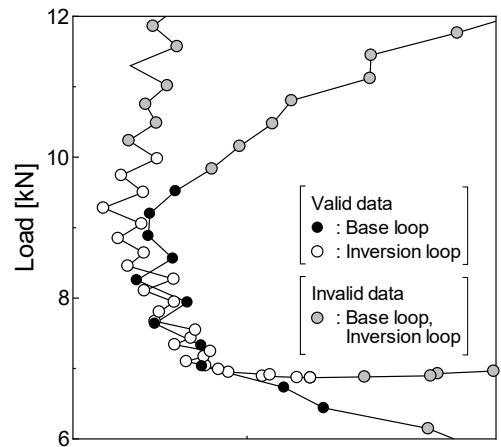 12
10
8
6
Load [kN]
Valid data
: Base loop
: Inversion loop
Invalid data
: Base loop,
Inversion loop